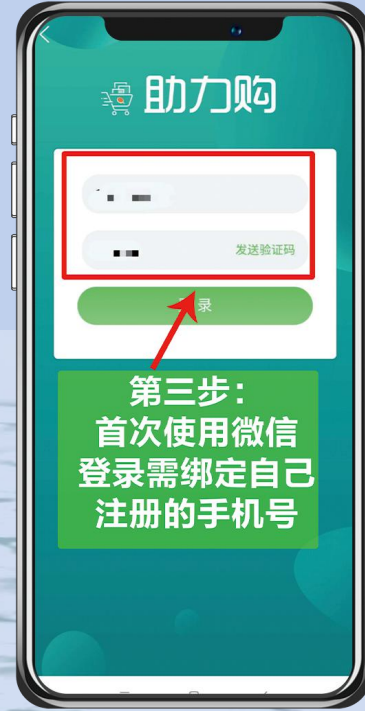 助力购
发送验证码
录
第三步：
首次使用微信
登录需绑定自己
注册的手机号